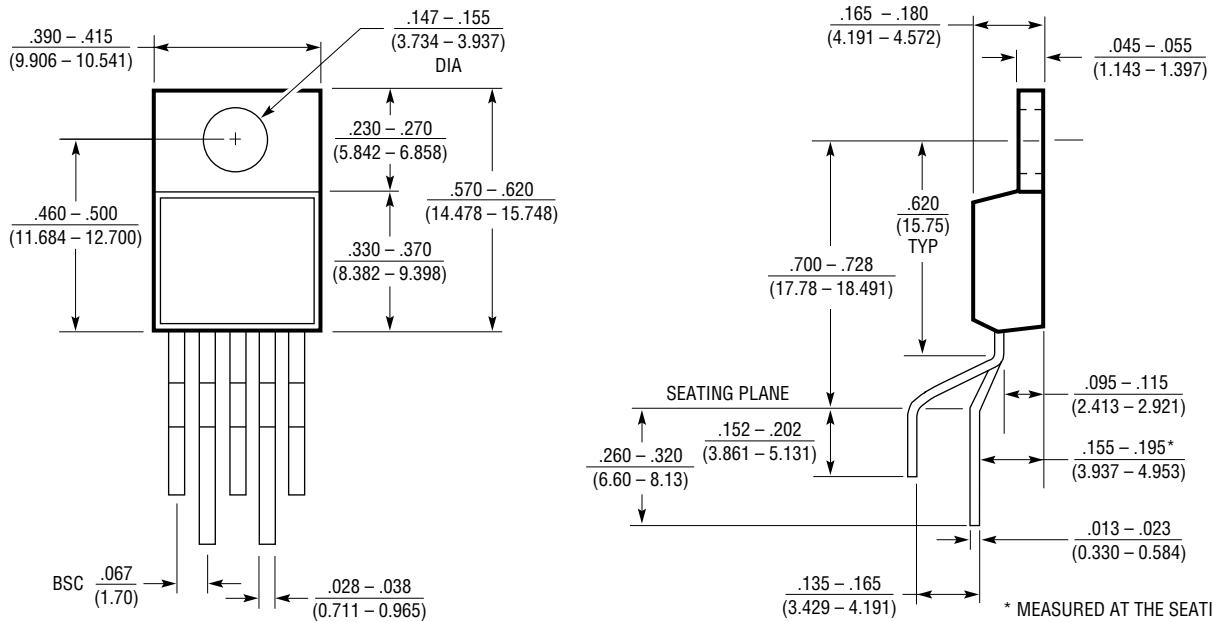 .390 – .415
(9.906 – 10.541)
.147 – .155
(3.734 – 3.937)
DIA
.230 – .270
(5.842 – 6.858)
.460 – .500
(11.684 – 12.700)
.570 – .620
(14.478 – 15.748)
.330 – .370
(8.382 – 9.398)
BSC
.067
(1.70)
.028 – .038
(0.711 – 0.965)
.165 – .180
(4.191 – 4.572)
.045 – .055
(1.143 – 1.397)
.620
(15.75)
TYP
.700 – .728
(17.78 – 18.491)
SEATING PLANE
.152 – .202
(3.861 – 5.131)
.260 – .320
(6.60 – 8.13)
.095 – .115
(2.413 – 2.921)
.155 – .195*
(3.937 – 4.953)
.013 – .023
(0.330 – 0.584)
.135 – .165
(3.429 – 4.191)
* MEASURED AT THE SEATI